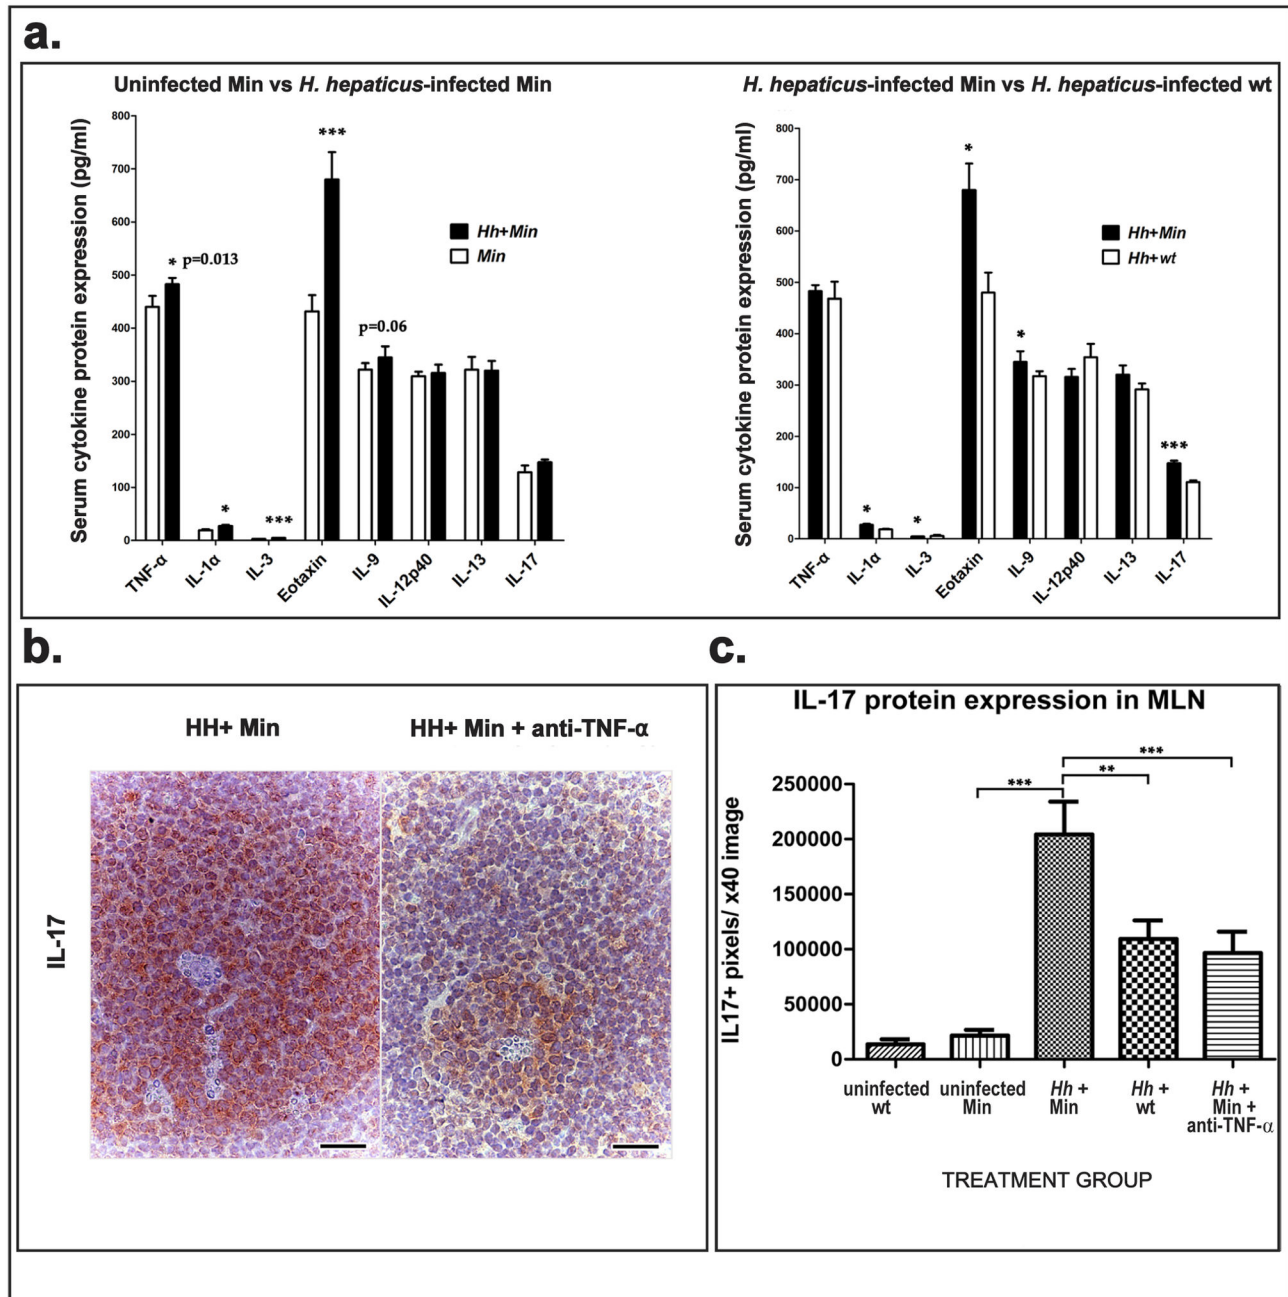 a.
Uninfected Min vs H. hepaticus-infected Min
Serum cytokine protein expression (pg/ml)
800
700
600
500
400
300
200
100
0
* p=0.013
*
***
***
p=0.06
Hh+Min
Min
TNF-α
IL-1α
IL-3
Eotaxin
IL-9
IL-12p40
IL-13
IL-17
H. hepaticus-infected Min vs H. hepaticus-infected wt
Serum cytokine protein expression (pg/ml)
800
700
600
500
400
300
200
100
0
*
*
*
*
***
Hh+Min
Hh+wt
TNF-α
IL-1α
IL-3
Eotaxin
IL-9
IL-12p40
IL-13
IL-17
b.
HH+ Min
HH+ Min + anti-TNF-α
IL-17
c.
IL-17 protein expression in MLN
IL17+ pixels/ x40 image
250000
200000
150000
100000
50000
0
***
**
***
uninfected
wt
uninfected
Min
Hh +
Min
Hh +
wt
Hh +
Min +
anti-TNF-α
TREATMENT GROUP